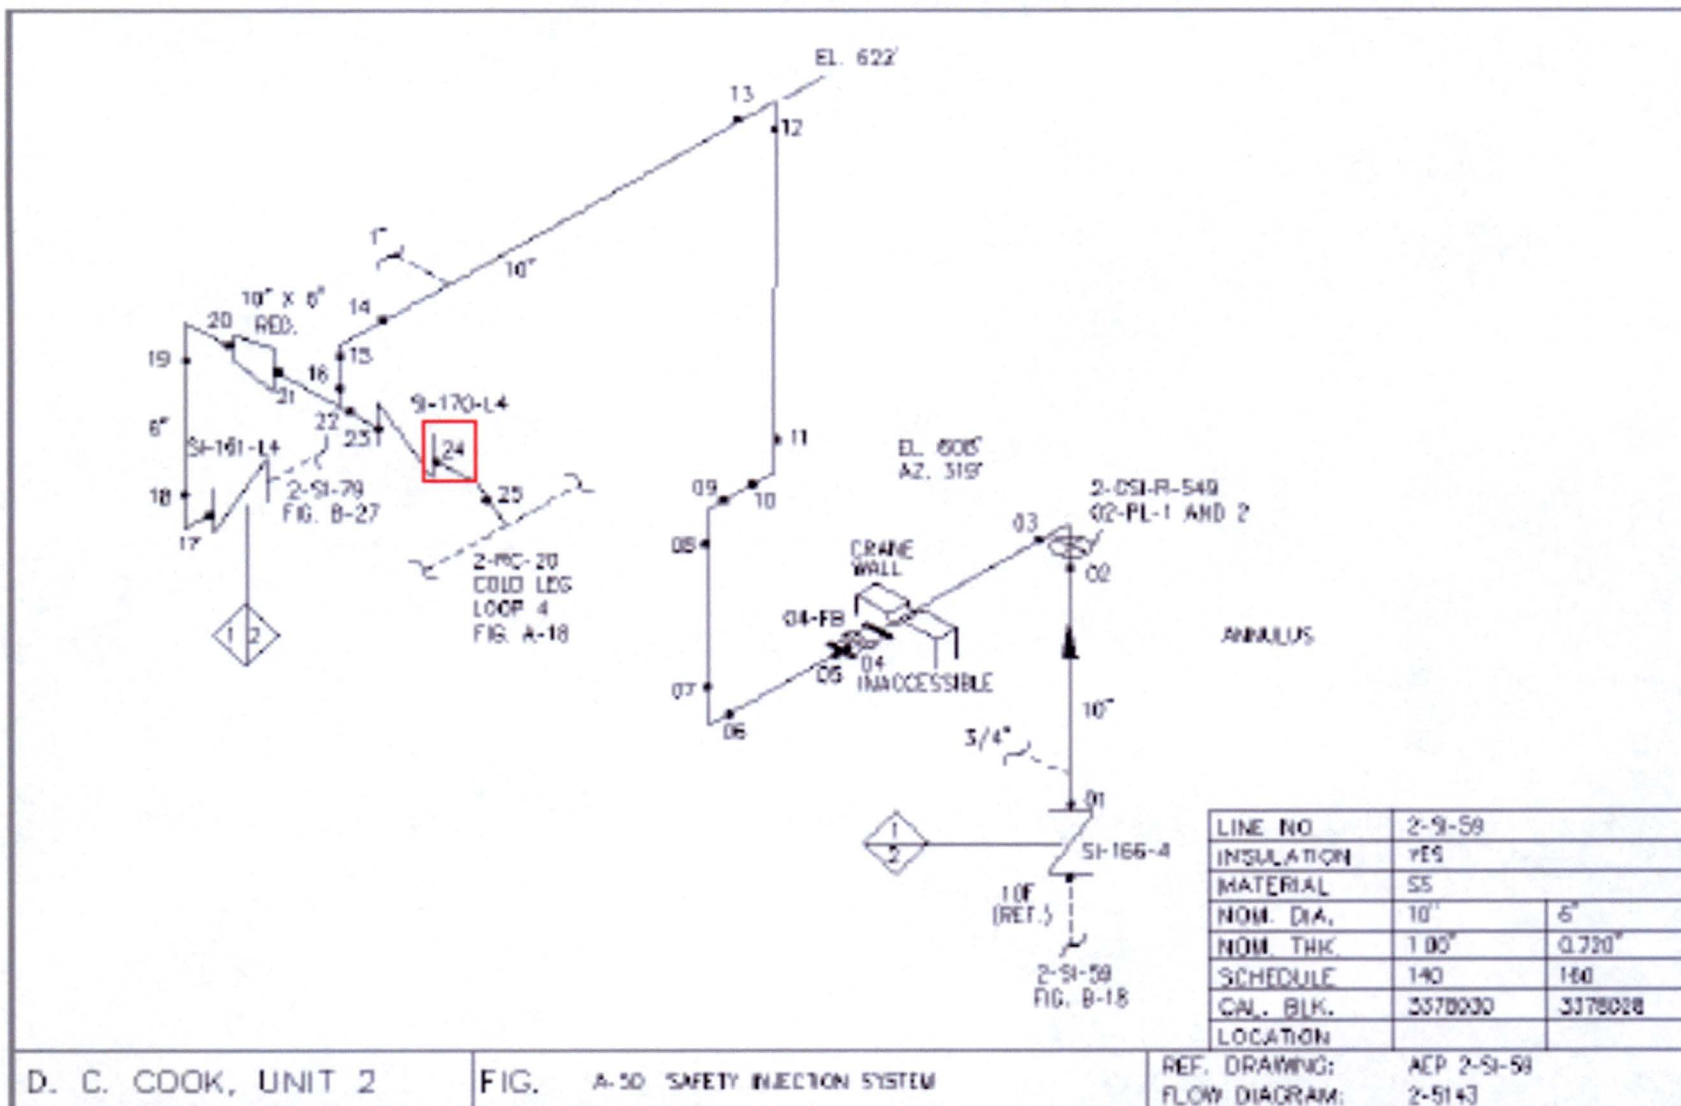 EL. 622'
13
12
1"
10"
10" X 6"
RED.
14
20
19
15
16
21
SI-170-L4
22
6"
23
24
11
SI-161-L4
EL 608'
AZ. 319°
2-SI-79
FIG. B-27
18
25
09
10
2-CSI-R-549
02-PL-1 AND 2
17
03
08
CRANE
WALL
02
2-RC-20
COLD LEG
LOOP 4
FIG. A-18
04-FB
1 2
ANNULUS
05
04
INACCESSIBLE
07
06
10"
3/4"
01
1
2
SI-166-4
10F
(REF.)
2-SI-59
FIG. B-18
LINE NO 2-SI-59
INSULATION YES
MATERIAL SS
NOM. DIA. 10" 6"
NOM. THK. 1.00" 0.720"
SCHEDULE 140 160
CAL. BLK. 3378030 3378028
LOCATION
D. C. COOK, UNIT 2 FIG. A-50 SAFETY INJECTION SYSTEM
REF. DRAWING: AEP 2-SI-59
FLOW DIAGRAM: 2-5143